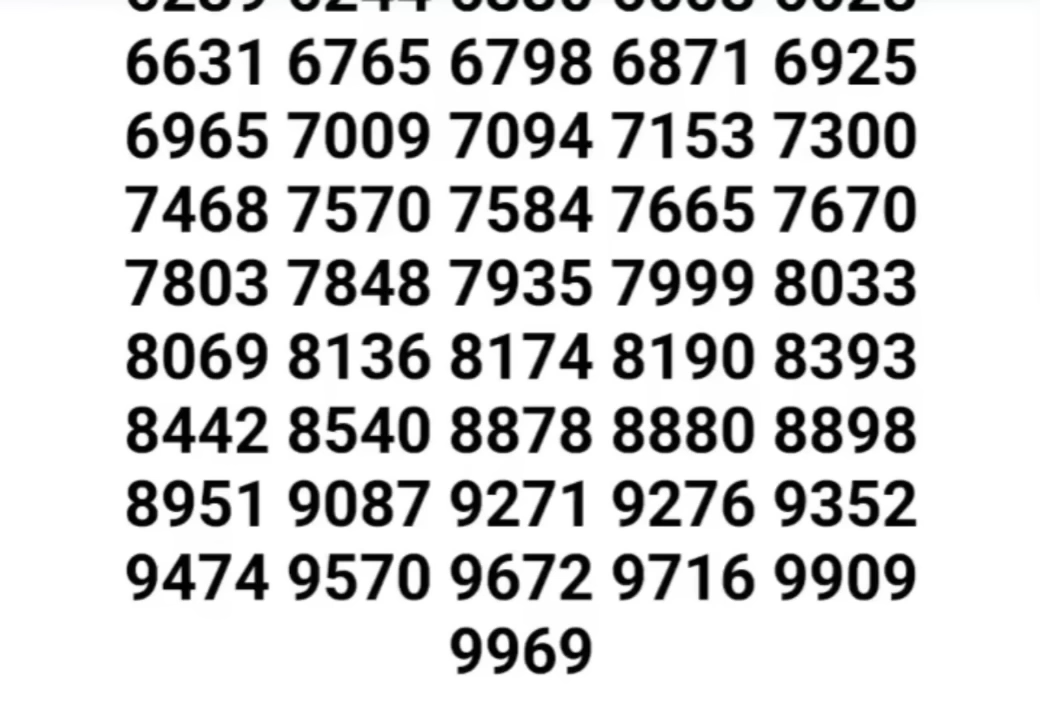 6631 6765 6798 6871 6925
6965 7009 7094 7153 7300
7468 7570 7584 7665 7670
7803 7848 7935 7999 8033
8069 8136 8174 8190 8393
8442 8540 8878 8880 8898
8951 9087 9271 9276 9352
9474 9570 9672 9716 9909
9969